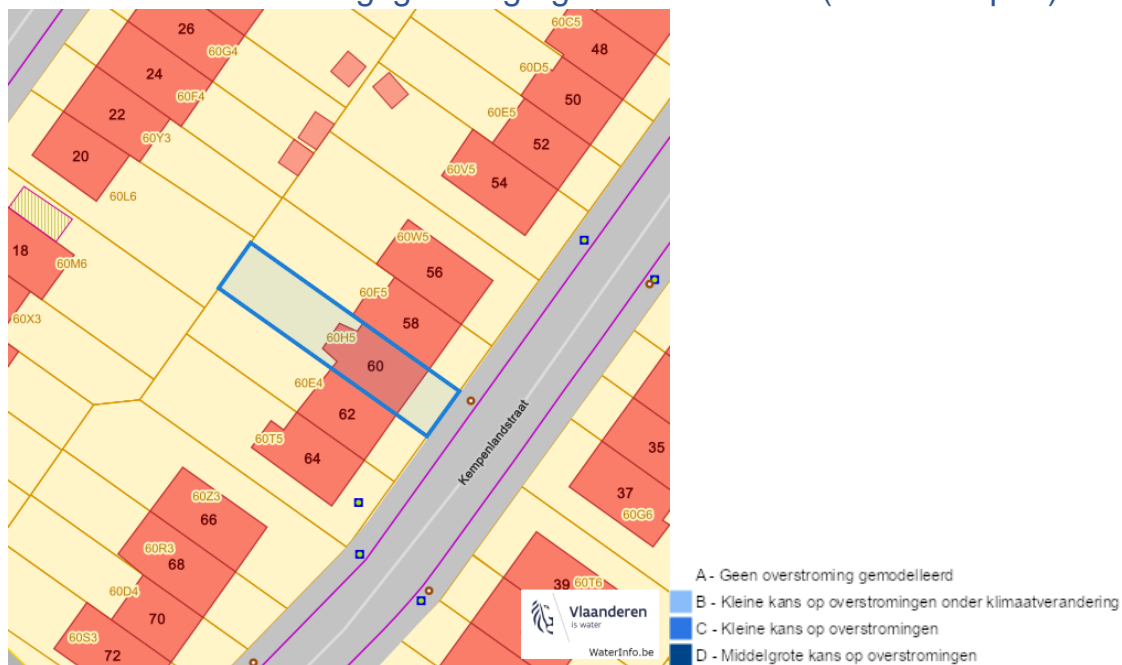 26
60G4
24
60F4
22
60Y3
20
60L6
18
60M6
60X3
60C5
48
60D5
50
60E5
52
60V5
54
60W5
56
60F5
58
60H5
60
60E4
62
60T5
64
Kempenlandstraat
35
37
60G6
60Z3
66
60R3
68
60D4
70
60S3
72
39
60T6
Vlaanderen
is water
WaterInfo.be
A - Geen overstroming gemodelleerd
B - Kleine kans op overstromingen onder klimaatverandering
C - Kleine kans op overstromingen
D - Middelgrote kans op overstromingen